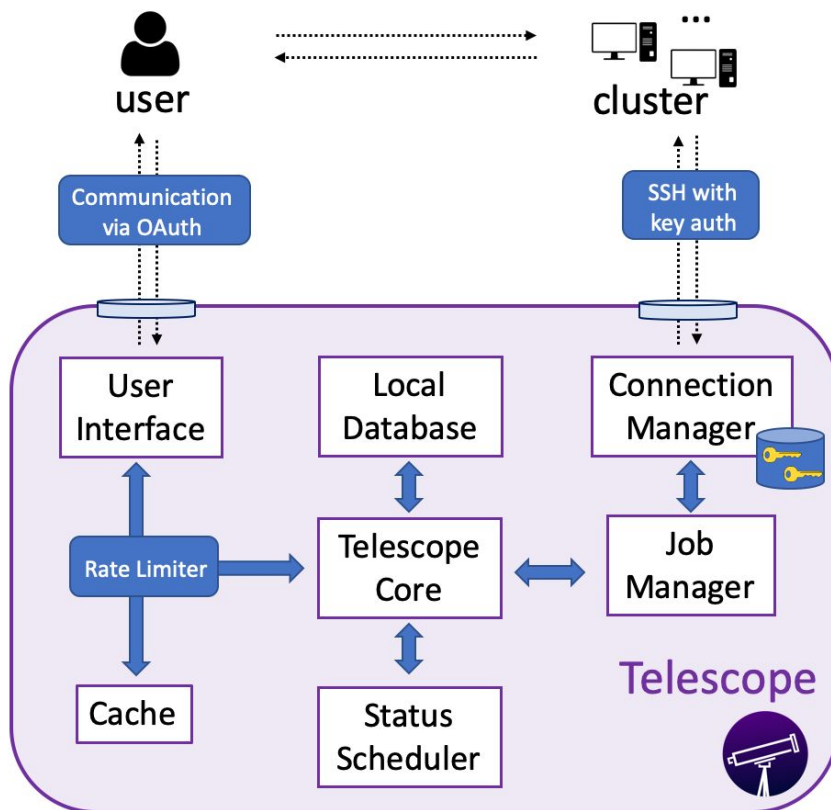 ...
user
cluster
Communication
via OAuth
SSH with
key auth
User
Interface
Local
Database
Connection
Manager
Rate Limiter
Telescope
Core
Job
Manager
Telescope
Cache
Status
Scheduler